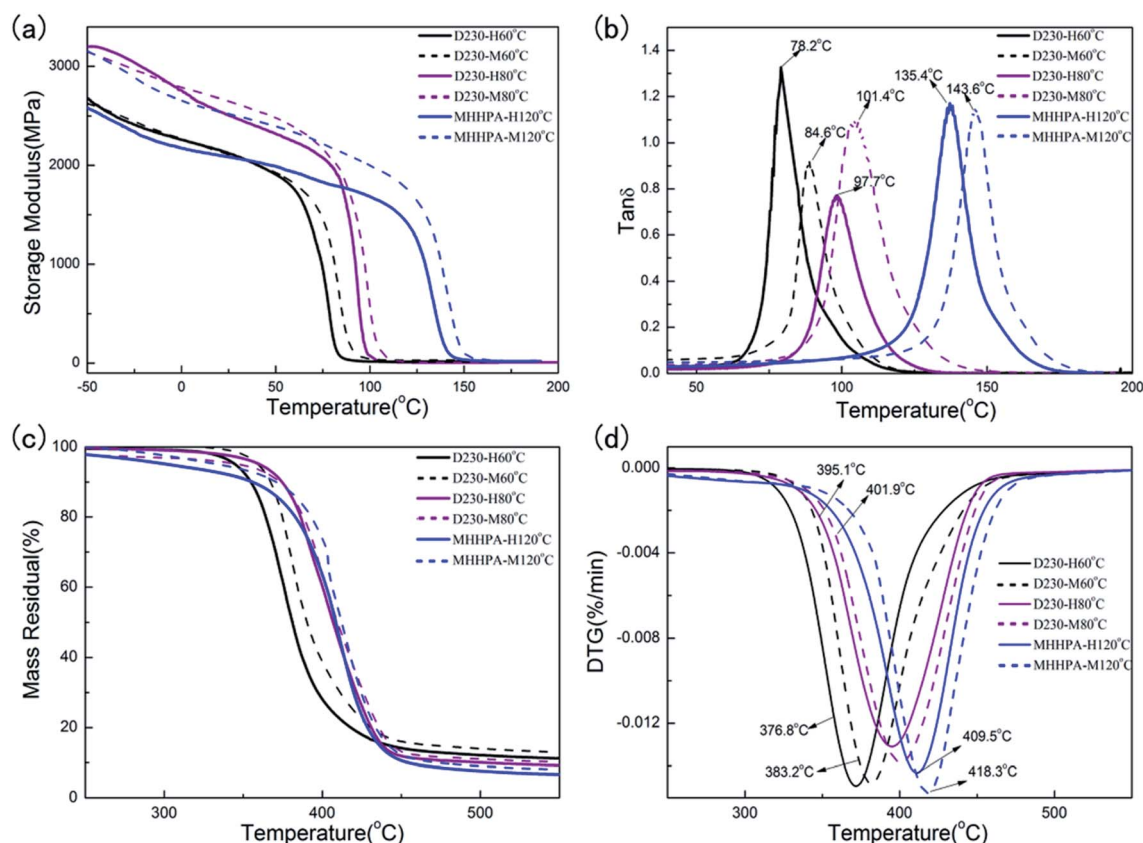 (a)
D230-H60°C
D230-M60°C
D230-H80°C
D230-M80°C
MHHPA-H120°C
MHHPA-M120°C
3000
2000
1000
0
-50
0
50
100
150
200
Storage Modulus(MPa)
Temperature(°C)
(b)
D230-H60°C
D230-M60°C
D230-H80°C
D230-M80°C
MHHPA-H120°C
MHHPA-M120°C
78.2°C
84.6°C
101.4°C
97.7°C
135.4°C
143.6°C
1.4
1.2
1.0
0.8
0.6
0.4
0.2
0.0
50
100
150
200
Tanδ
Temperature(°C)
(c)
D230-H60°C
D230-M60°C
D230-H80°C
D230-M80°C
MHHPA-H120°C
MHHPA-M120°C
100
80
60
40
20
0
300
400
500
Mass Residual(%)
Temperature(°C)
(d)
395.1°C
401.9°C
D230-H60°C
D230-M60°C
D230-H80°C
D230-M80°C
MHHPA-H120°C
MHHPA-M120°C
376.8°C
383.2°C
409.5°C
418.3°C
0.000
-0.004
-0.008
-0.012
300
400
500
DTG(%/min)
Temperature(°C)